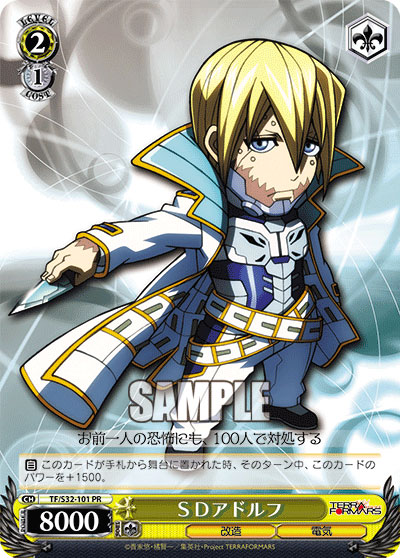 LEVEL
2
1
COST
SAMPLE
お前一人の恐怖にも、100人で対処する
このカードが手札から舞台に置かれた時、そのターン中、このカードの
パワーを+1500。
CH TF/S32-101 PR
8000
SDアドルフ
TERRAFORMARS
改造 電気
©貴家悠・橘賢一/集英社・Project TERRAFORMARS